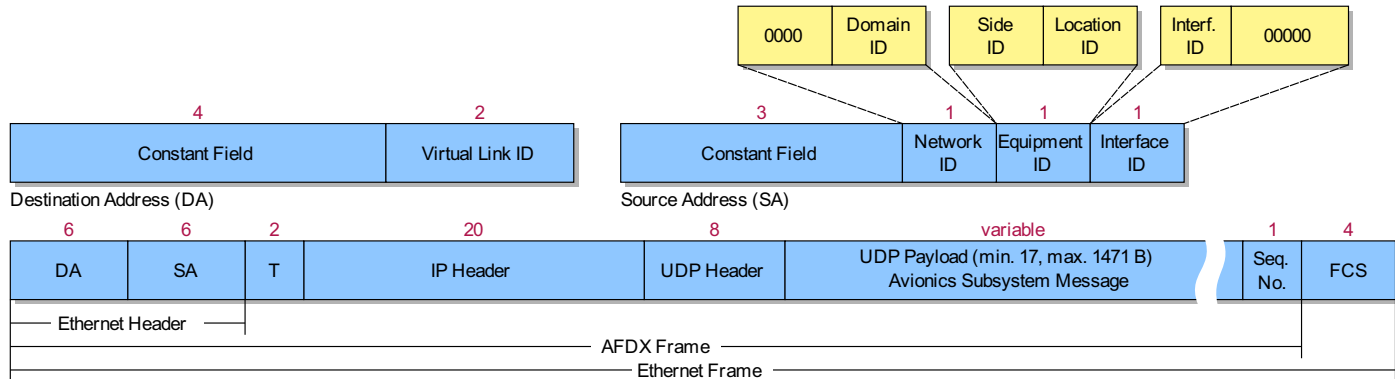 0000
Domain
ID
Side
ID
Location
ID
Interf.
ID
00000
4
2
3
1
1
1
Constant Field
Virtual Link ID
Constant Field
Network
ID
Equipment
ID
Interface
ID
Destination Address (DA)
Source Address (SA)
6
6
2
20
8
variable
1
4
DA
SA
T
IP Header
UDP Header
UDP Payload (min. 17, max. 1471 B)
Avionics Subsystem Message
Seq.
No.
FCS
Ethernet Header
AFDX Frame
Ethernet Frame